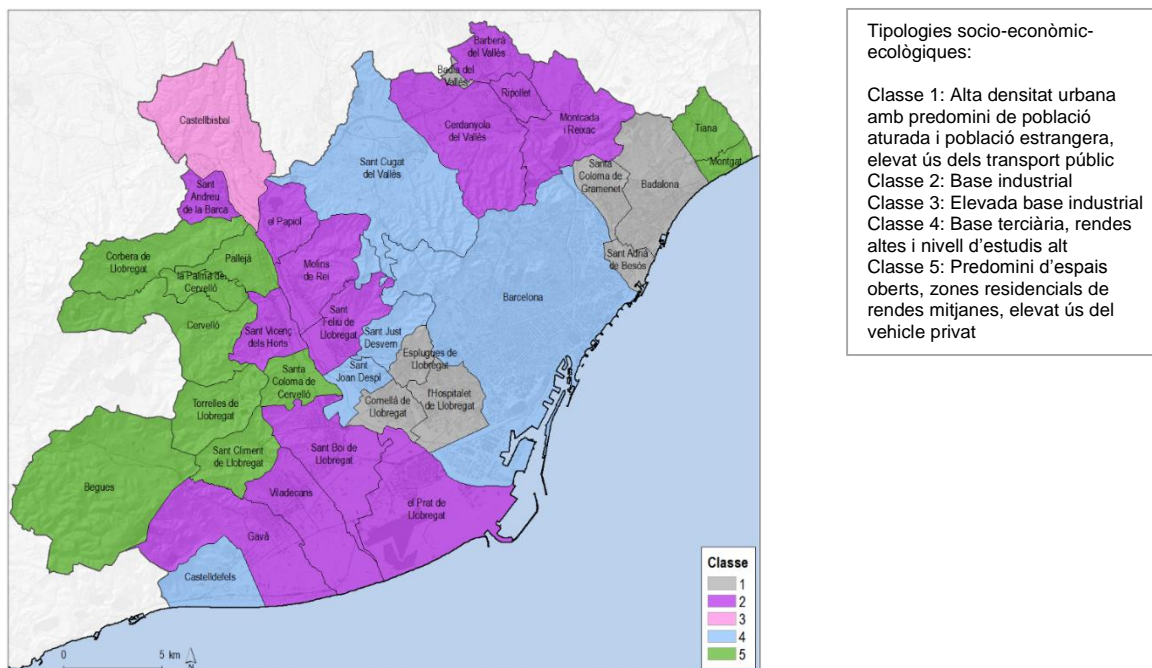 Barberà
del Vallès
Badia del
Vallès
Ripollet
Castellbisbal
Cerdanyola
del Vallès
Montcada
i Reixac
Tiana
Montgat
Sant Cugat
del Vallès
Santa
Coloma de
Gramenet
Badalona
Sant
Andreu
de la Barca
el Papiol
Corbera de
Llobregat
Pallejà
la Palma de
Cervelló
Molins
de Rei
Sant Adrià
de Besòs
Barcelona
Cervelló
Sant Vicenç
dels Horts
Sant
Feliu de
Llobregat
Sant Just
Desvern
Esplugues de
Llobregat
Santa
Coloma de
Cervelló
Sant
Joan Despí
l'Hospitalet
de Llobregat
Cornellà de
Llobregat
Torrelles de
Llobregat
Sant Climent
de Llobregat
Sant Boi de
Llobregat
Begues
Viladecans
el Prat de
Llobregat
Gavà
Castelldefels
0 5 km
N
Classe
1
2
3
4
5
Tipologies socio-econòmic-
ecològiques:
Classe 1: Alta densitat urbana
amb predomini de població
aturada i població estrangera,
elevat ús dels transport públic
Classe 2: Base industrial
Classe 3: Elevada base industrial
Classe 4: Base terciària, rendes
altes i nivell d’estudis alt
Classe 5: Predomini d’espais
oberts, zones residencials de
rendes mitjanes, elevat ús del
vehicle privat